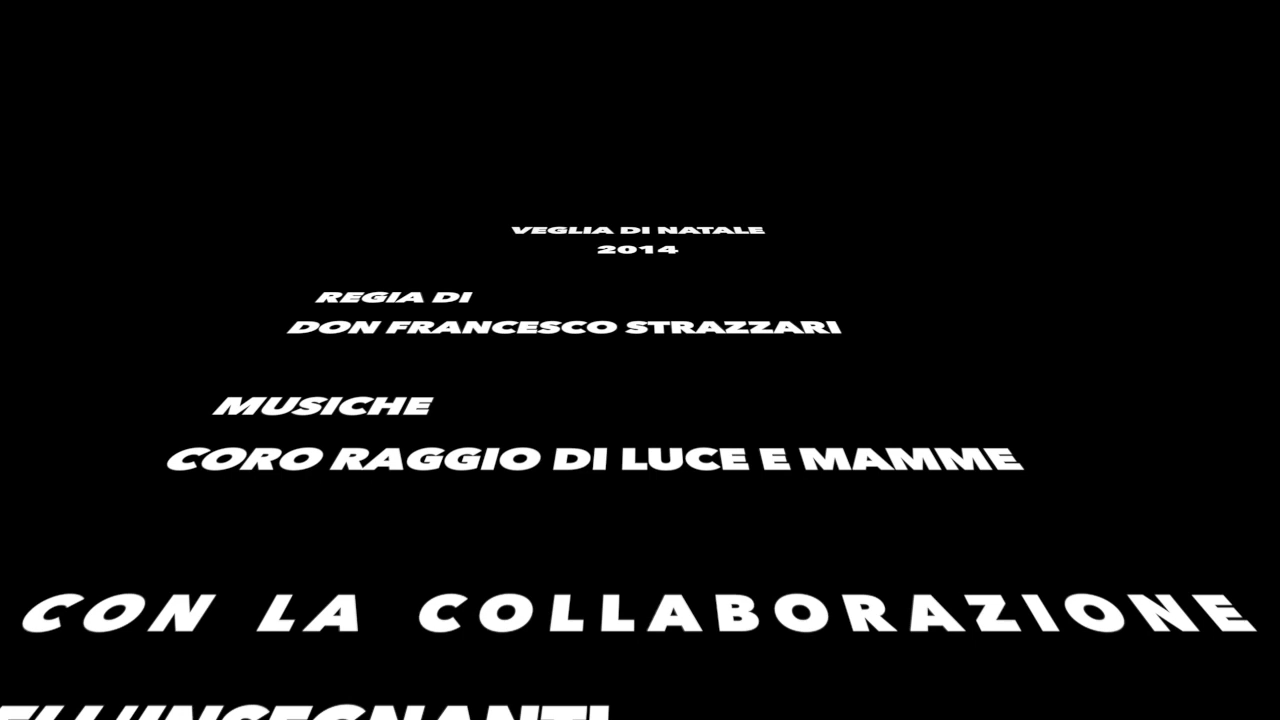 VEGLIA DI NATALE
2014
REGIA DI
DON FRANCESCO STRAZZARI
MUSICHE
CORO RAGGIO DI LUCE E MAMME
CON LA COLLABORAZIONE